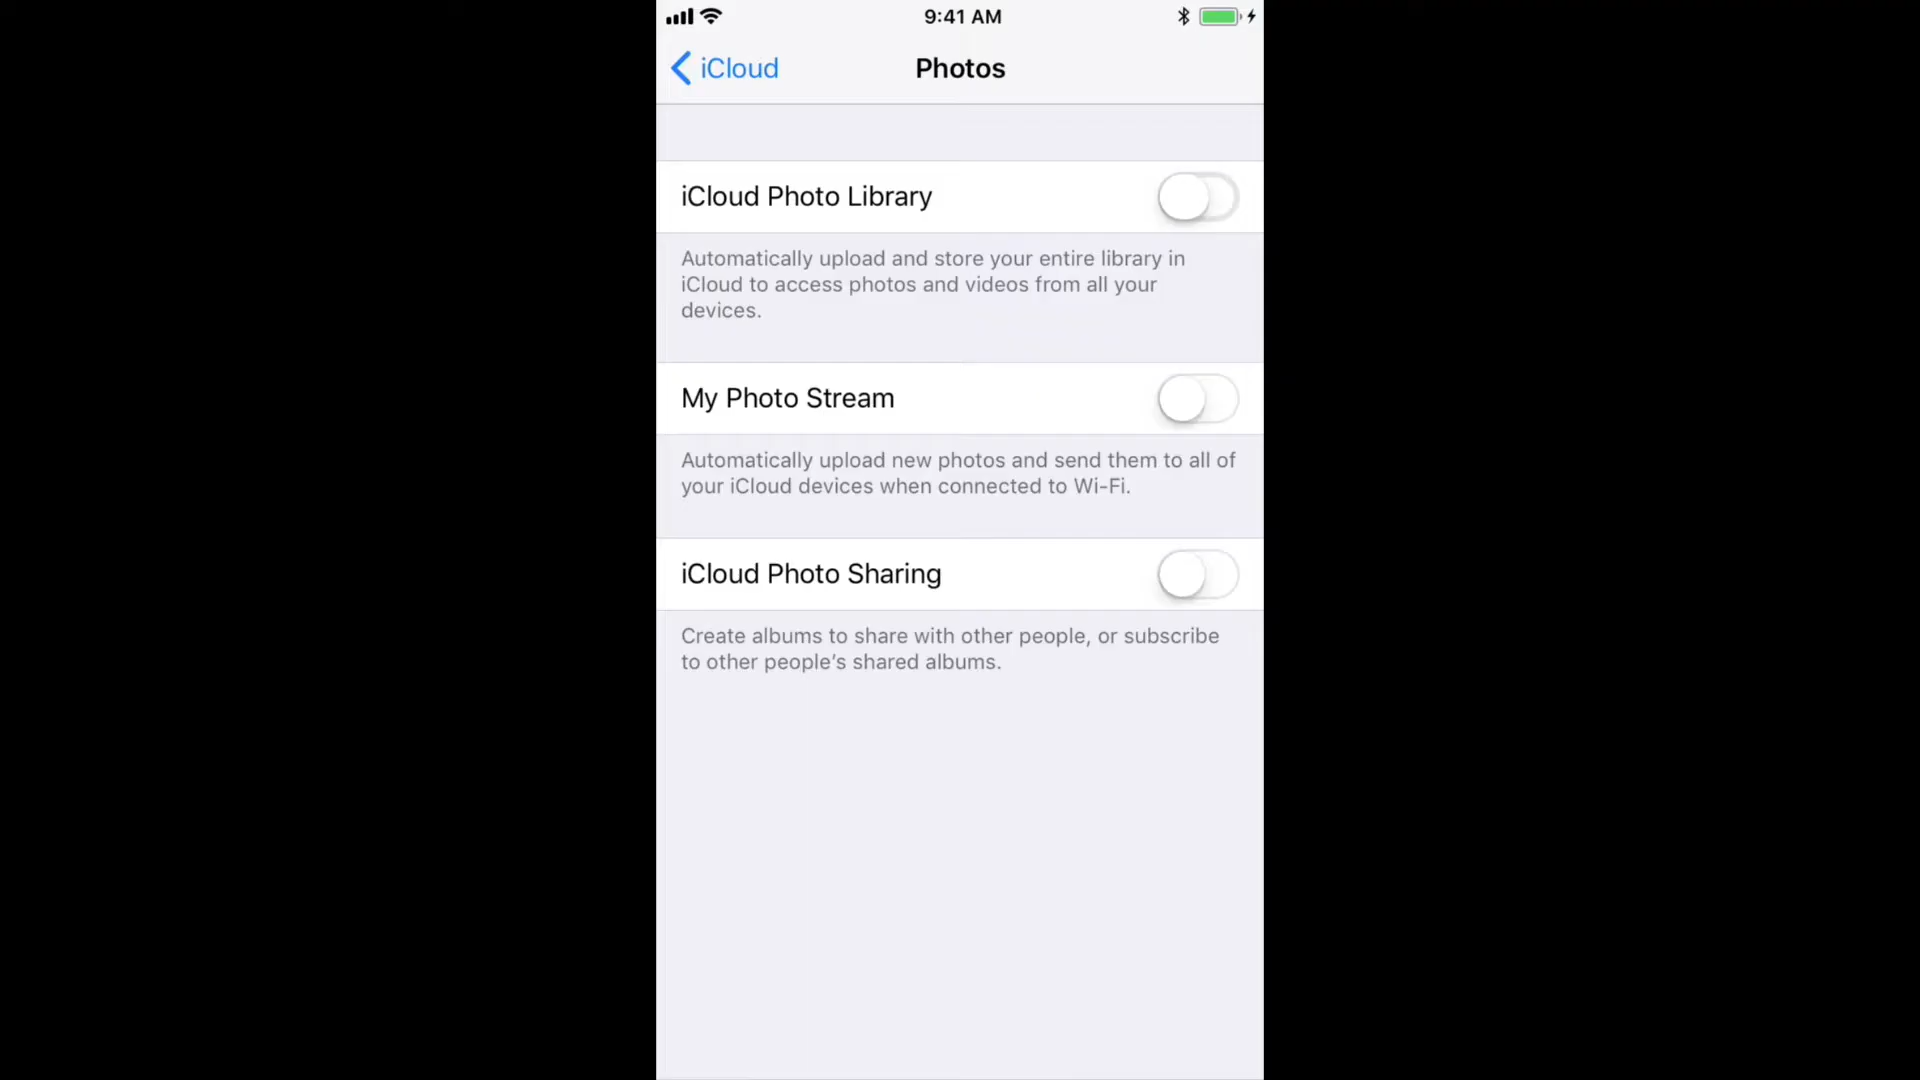 9:41 AM
iCloud
Photos
iCloud Photo Library
Automatically upload and store your entire library in
iCloud to access photos and videos from all your
devices.
My Photo Stream
Automatically upload new photos and send them to all of
your iCloud devices when connected to Wi-Fi.
iCloud Photo Sharing
Create albums to share with other people, or subscribe
to other people’s shared albums.